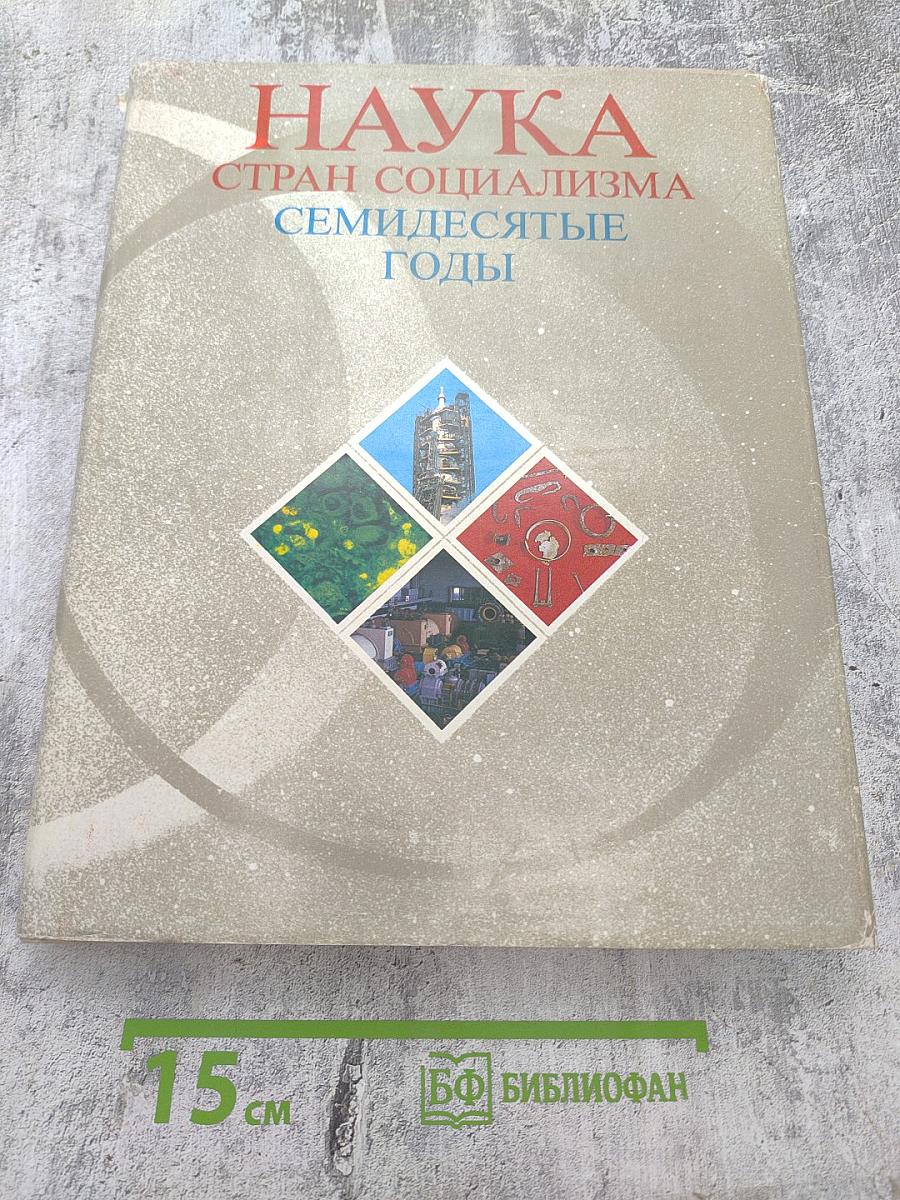 НАУКА
СТРАН СОЦИАЛИЗМА
СЕМИДЕСЯТЫЕ
ГОДЫ
15 см
БФ БИБЛИОФАН